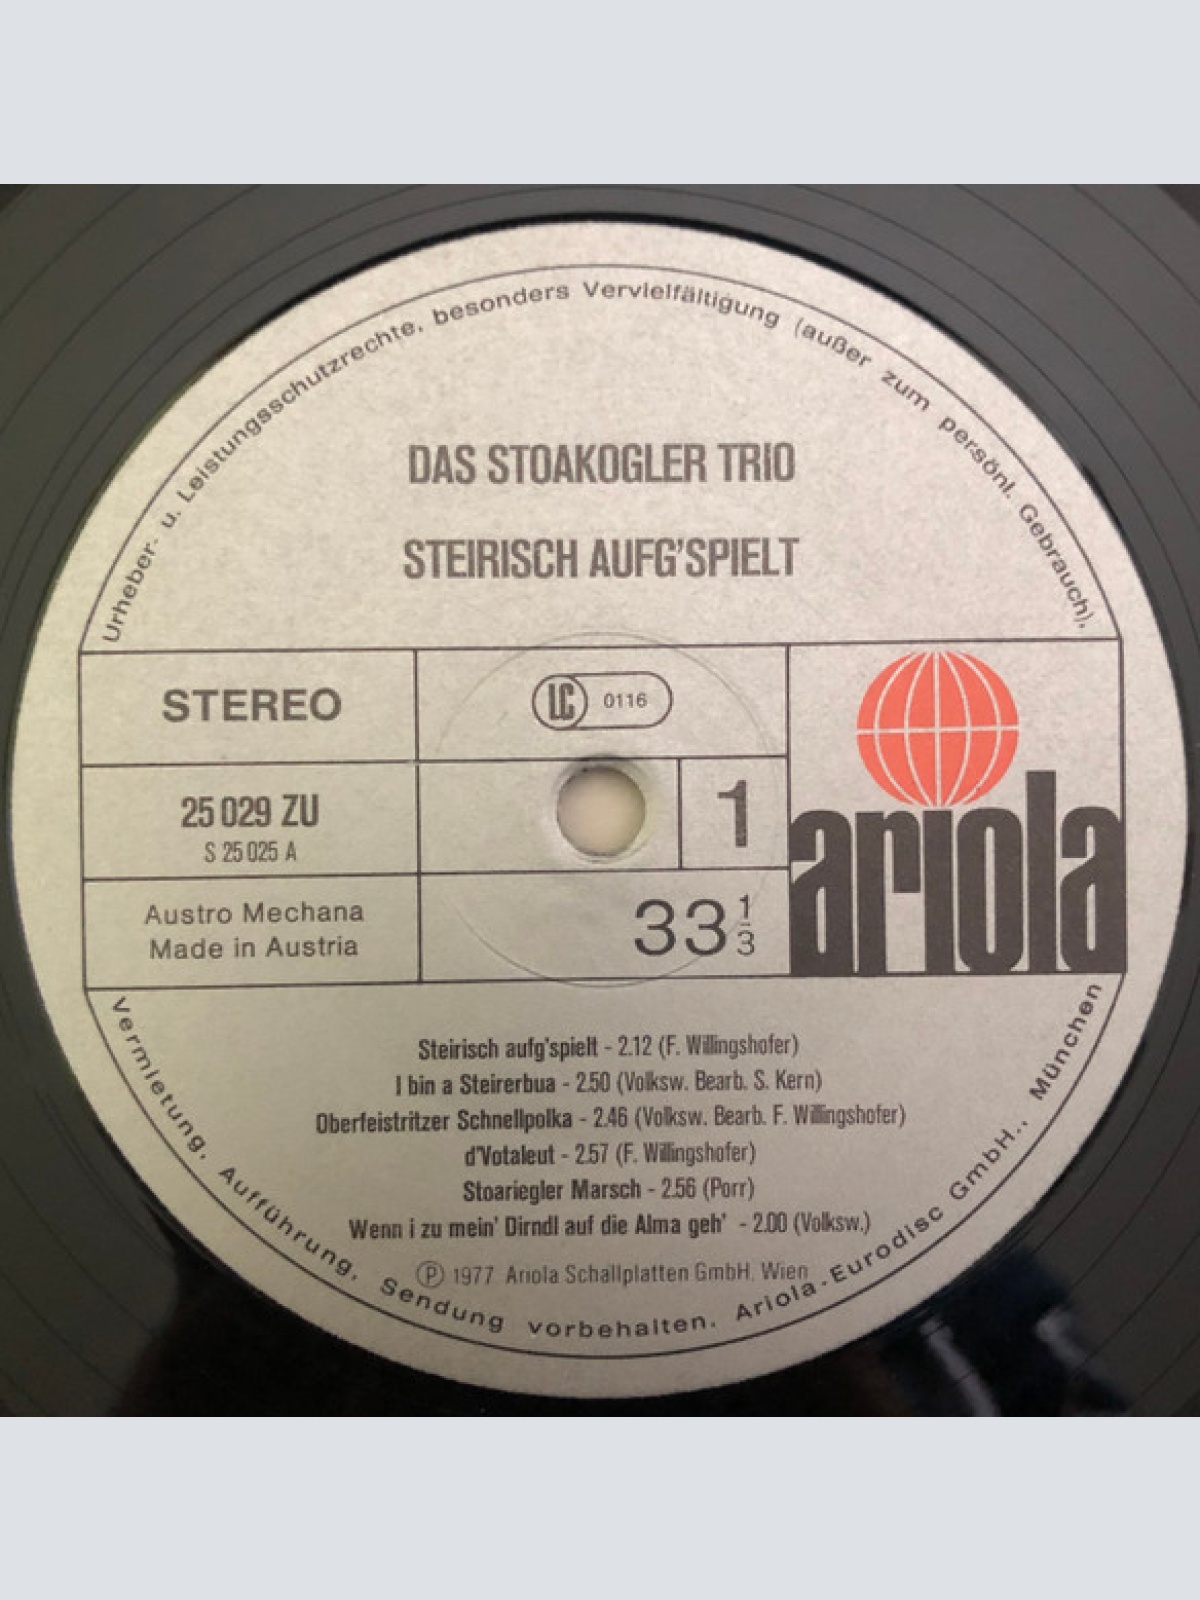 Urheber- u. Leistungsschutzrechte, besonders Vervielfältigung (außer zum persönl. Gebrauch),
DAS STOAKOGLER TRIO
STEIRISCH AUFG'SPIELT
STEREO
LC 0116
25 029 ZU
S 25 025 A
1
ariola
Austro Mechana
Made in Austria
33 1/3
Steirisch aufg'spielt - 2.12 (F. Willingshofer)
I bin a Steirerbua - 2.50 (Volksw. Bearb. S. Kern)
Oberfeistritzer Schnellpolka - 2.46 (Volksw. Bearb. F. Willingshofer)
d'Votaleut - 2.57 (F. Willingshofer)
Stoariegler Marsch - 2.56 (Porr)
Wenn i zu mein' Dirndl auf die Alma geh' - 2.00 (Volksw.)
Ⓟ 1977 Ariola Schallplatten GmbH, Wien
Vermietung, Aufführung, Sendung vorbehalten. Ariola-Eurodisc GmbH., München